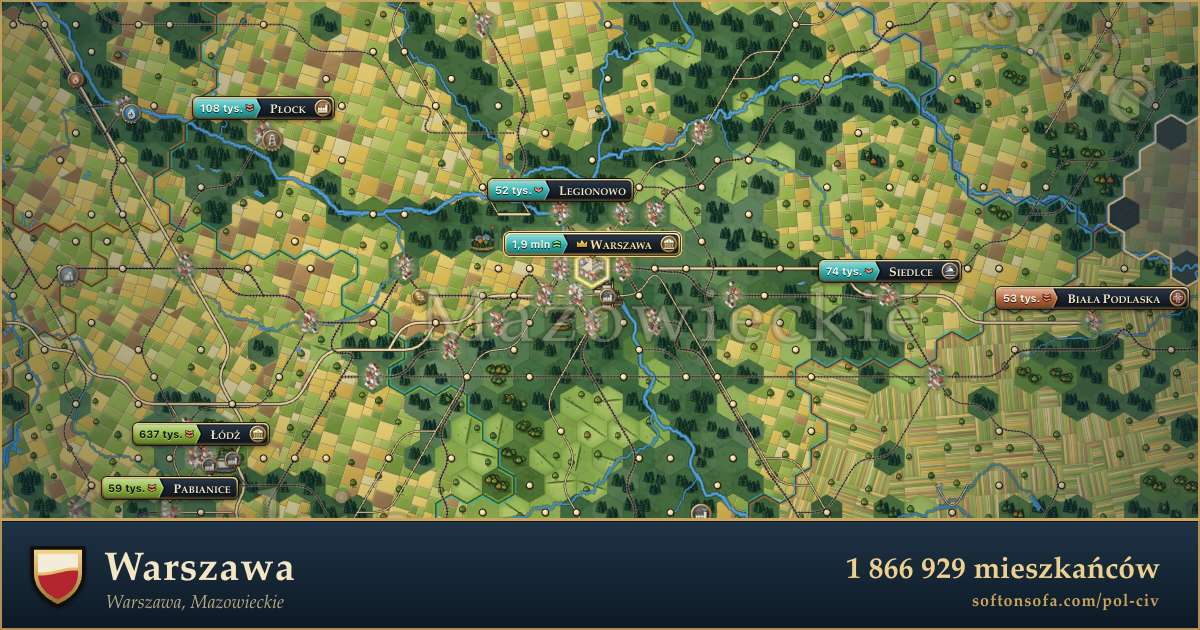 108 tys. PŁOCK
52 tys. LEGIONOWO
1,9 mln WARSZAWA
74 tys. SIEDLCE
53 tys. BIAŁA PODLASKA
Mazowieckie
637 tys. ŁÓDŹ
59 tys. PABIANICE
Warszawa
Warszawa, Mazowieckie
1 866 929 mieszkańców
softonsofa.com/pol-civ